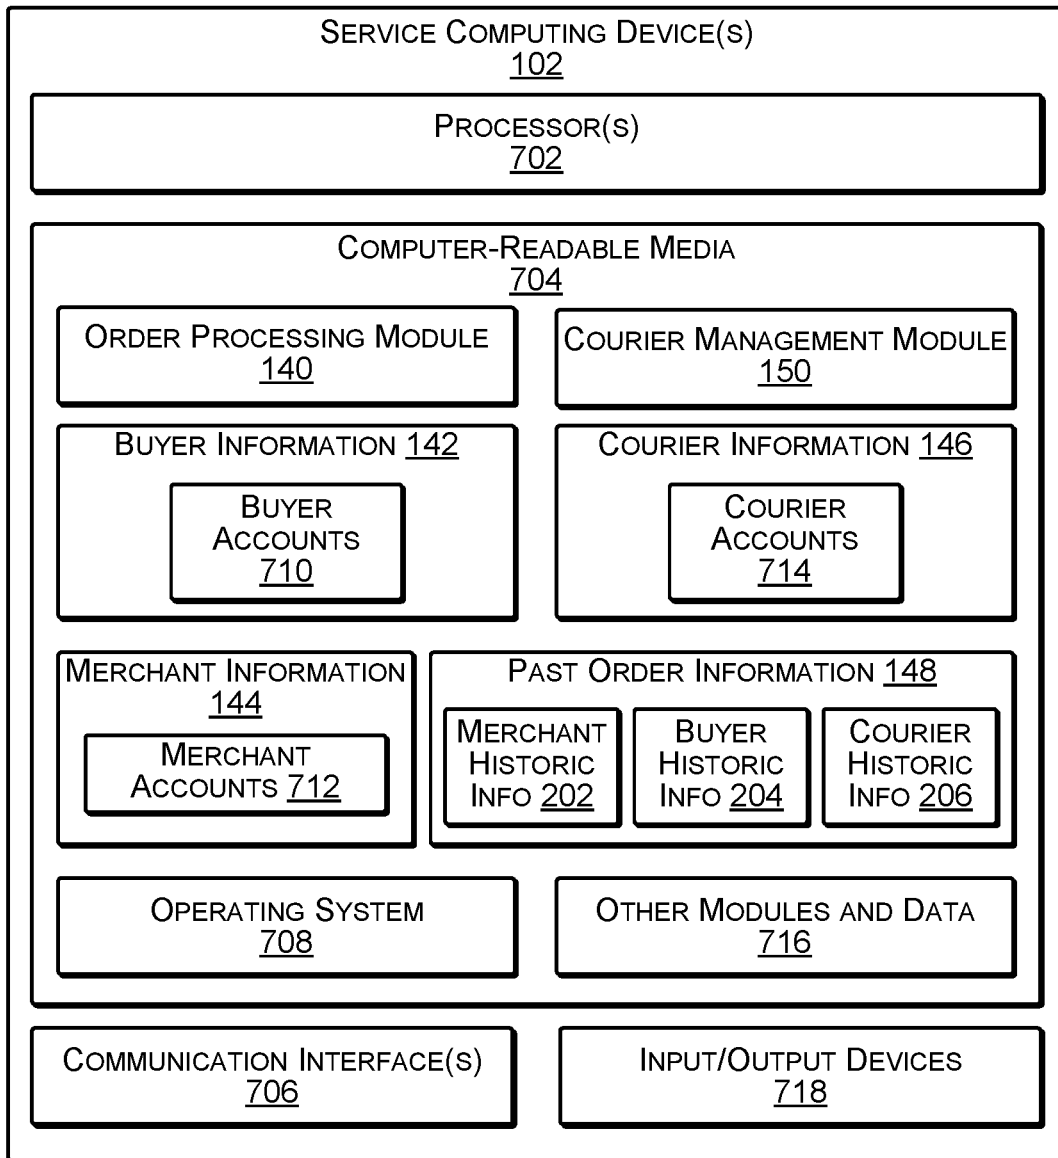 SERVICE COMPUTING DEVICE(S)
102
PROCESSOR(S)
702
COMPUTER-READABLE MEDIA
704
ORDER PROCESSING MODULE
140
COURIER MANAGEMENT MODULE
150
BUYER INFORMATION 142
BUYER
ACCOUNTS
710
COURIER INFORMATION 146
COURIER
ACCOUNTS
714
MERCHANT INFORMATION
144
MERCHANT
ACCOUNTS 712
PAST ORDER INFORMATION 148
MERCHANT
HISTORIC
INFO 202
BUYER
HISTORIC
INFO 204
COURIER
HISTORIC
INFO 206
OPERATING SYSTEM
708
OTHER MODULES AND DATA
716
COMMUNICATION INTERFACE(S)
706
INPUT/OUTPUT DEVICES
718